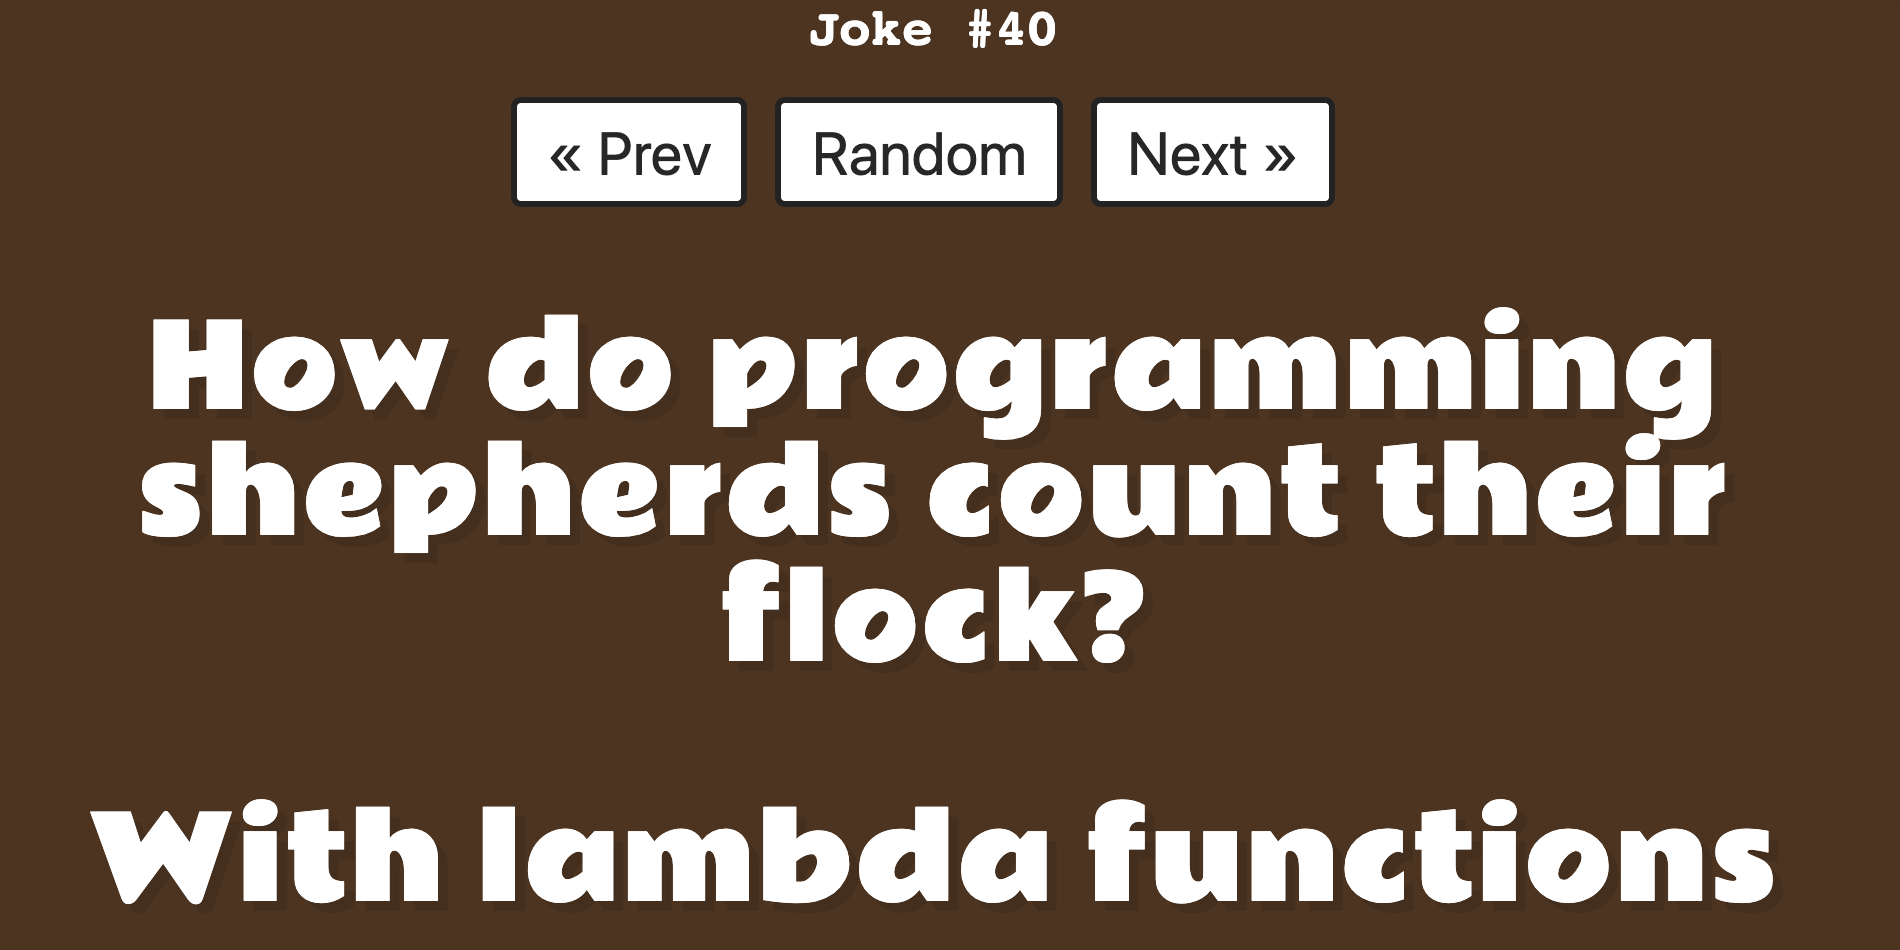 Joke #40
« Prev Random Next »
How do programming
shepherds count their
flock?
With lambda functions